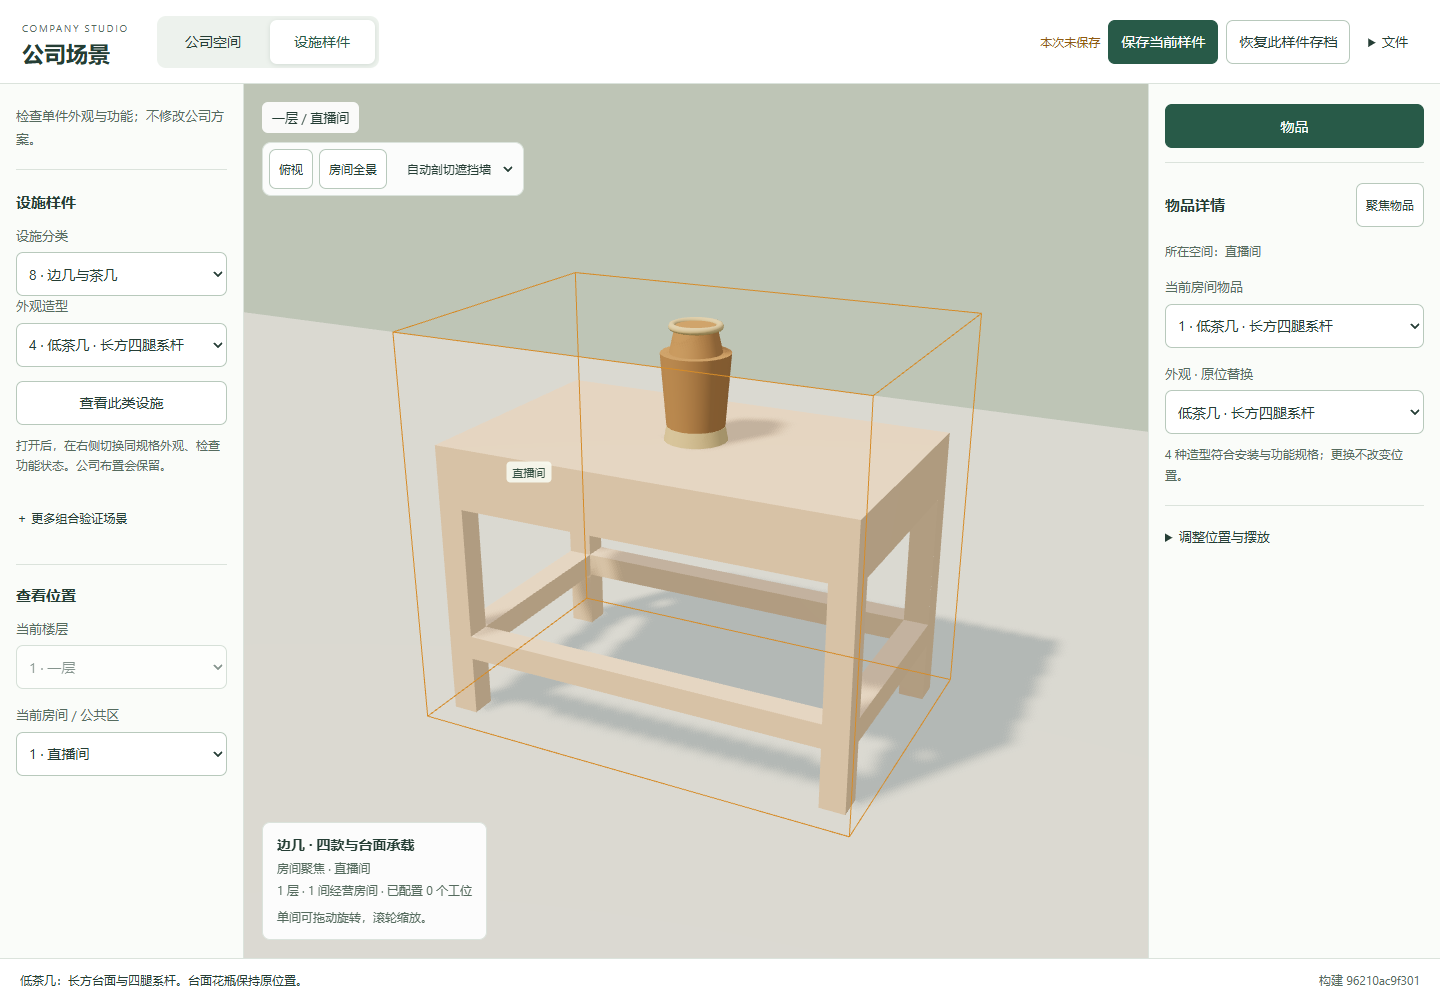 COMPANY STUDIO
公司场景
公司空间
设施样件
本次未保存
保存当前样件
恢复此样件存档
▶ 文件
检查单件外观与功能；不修改公司方
案。
设施样件
设施分类
8 · 边几与茶几
外观造型
4 · 低茶几 · 长方四腿系杆
查看此类设施
打开后，在右侧切换同规格外观、检查
功能状态。公司布置会保留。
+ 更多组合验证场景
查看位置
当前楼层
1 · 一层
当前房间 / 公共区
1 · 直播间
一层 / 直播间
俯视
房间全景
自动剖切遮挡墙
直播间
边几 · 四款与台面承载
房间聚焦 · 直播间
1 层 · 1 间经营房间 · 已配置 0 个工位
单间可拖动旋转，滚轮缩放。
物品
物品详情
聚焦物品
所在空间：直播间
当前房间物品
1 · 低茶几 · 长方四腿系杆
外观 · 原位替换
低茶几 · 长方四腿系杆
4 种造型符合安装与功能规格；更换不改变位
置。
▶ 调整位置与摆放
低茶几：长方台面与四腿系杆。台面花瓶保持原位置。
构建 96210ac9f301